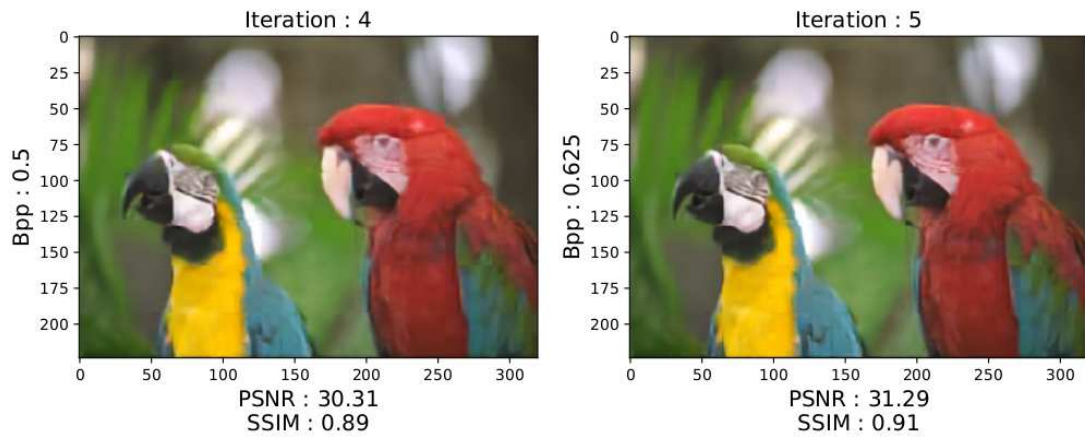 Iteration : 4
0
25
50
75
100
125
150
175
200
Bpp : 0.5
0 50 100 150 200 250 300
PSNR : 30.31
SSIM : 0.89
Iteration : 5
0
25
50
75
100
125
150
175
200
Bpp : 0.625
0 50 100 150 200 250 300
PSNR : 31.29
SSIM : 0.91